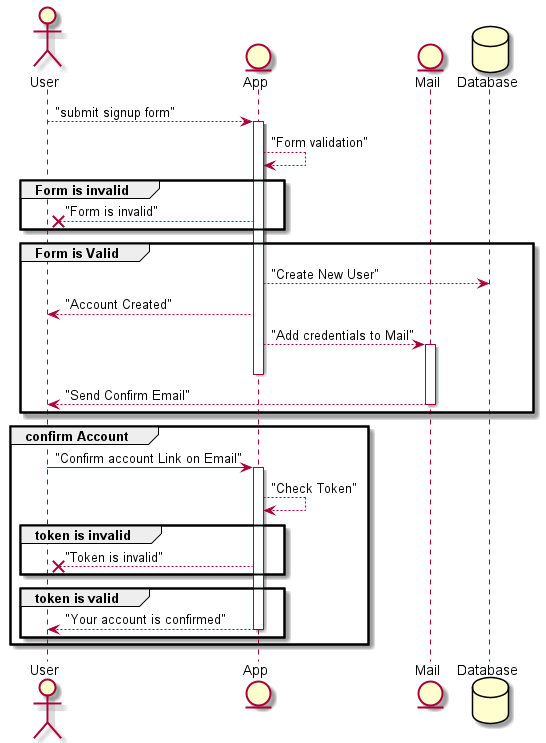 User App Mail Database
"submit signup form"
"Form validation"
Form is invalid
"Form is invalid"
Form is Valid
"Create New User"
"Account Created"
"Add credentials to Mail"
"Send Confirm Email"
confirm Account
"Confirm account Link on Email"
"Check Token"
token is invalid
"Token is invalid"
token is valid
"Your account is confirmed"
User App Mail Database